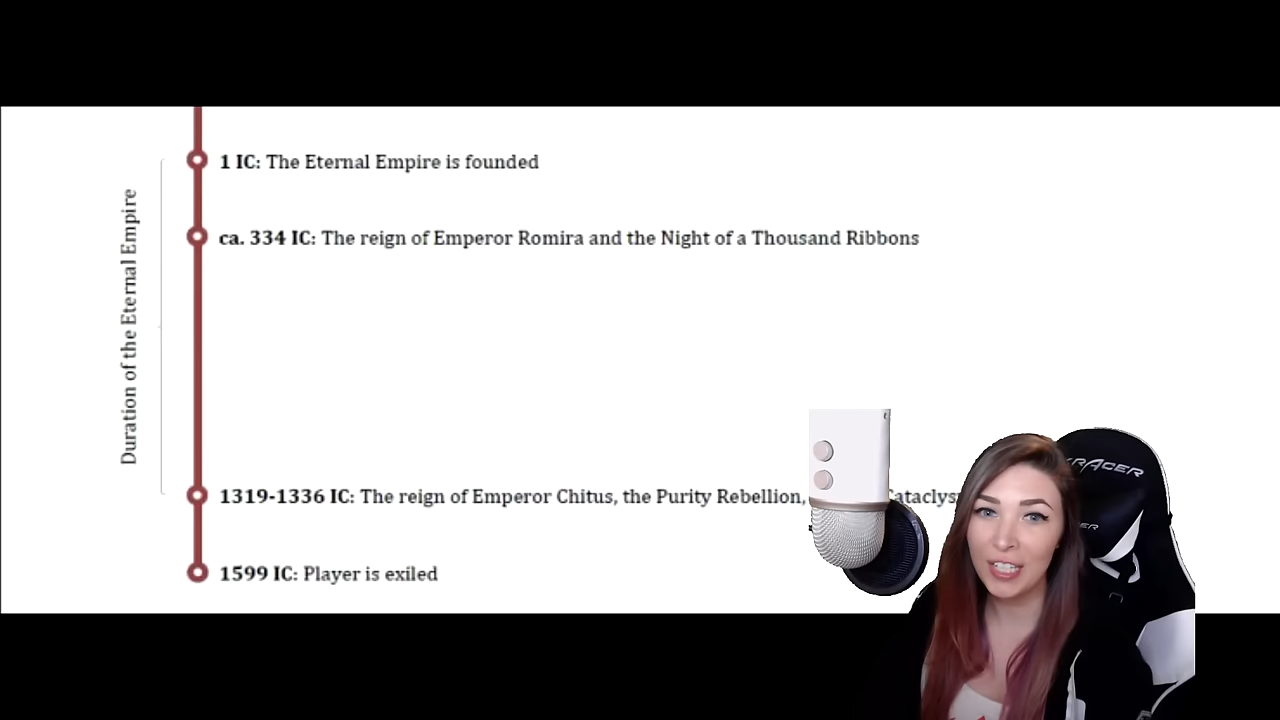 1 IC: The Eternal Empire is founded
ca. 334 IC: The reign of Emperor Romira and the Night of a Thousand Ribbons
Duration of the Eternal Empire
1319-1336 IC: The reign of Emperor Chitus, the Purity Rebellion,
1599 IC: Player is exiled